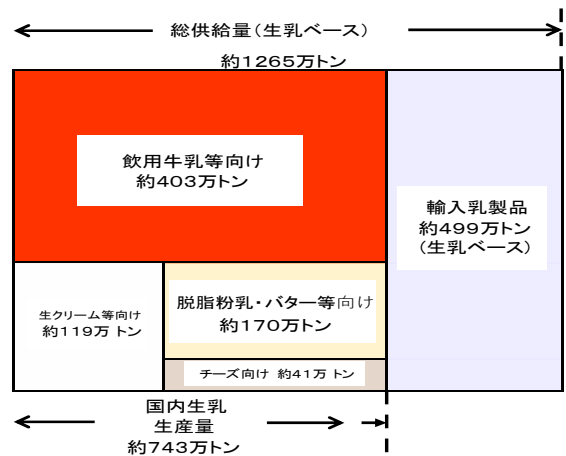 総供給量(生乳ベース)
約1265万トン
飲用牛乳等向け
約403万トン
輸入乳製品
約499万トン
(生乳ベース)
生クリーム等向け
約119万トン
脱脂粉乳・バター等向け
約170万トン
チーズ向け 約41万トン
国内生乳
生産量
約743万トン